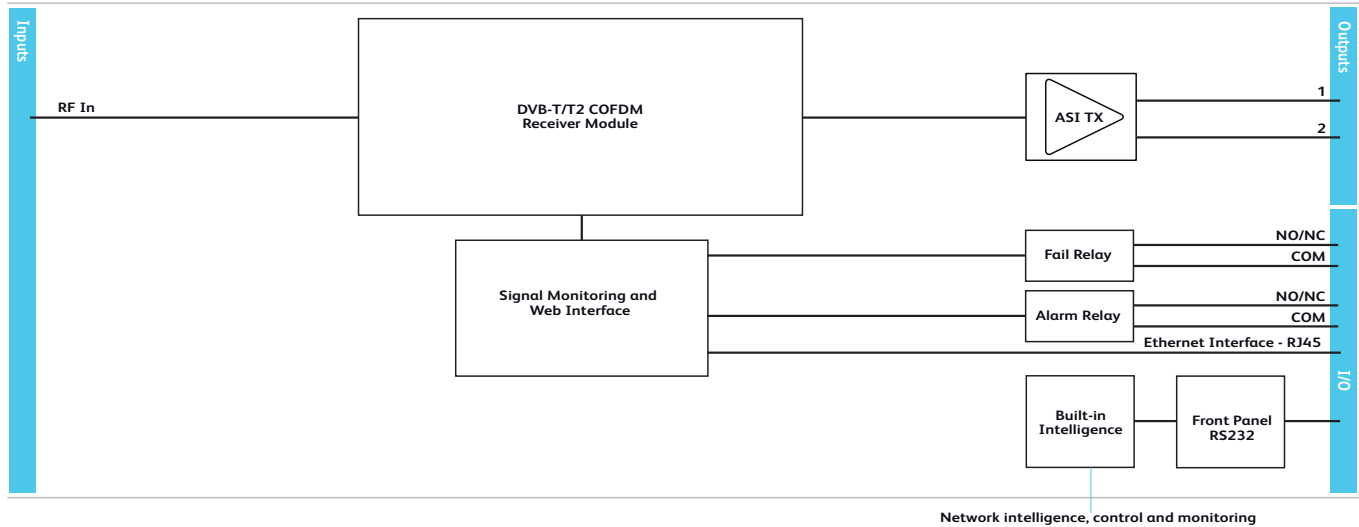 Inputs
Outputs
RF In
DVB-T/T2 COFDM
Receiver Module
ASI TX
1
2
Signal Monitoring and
Web Interface
Fail Relay
NO/NC
COM
Alarm Relay
NO/NC
COM
Ethernet Interface - RJ45
I/O
Built-in
Intelligence
Front Panel
RS232
Network intelligence, control and monitoring